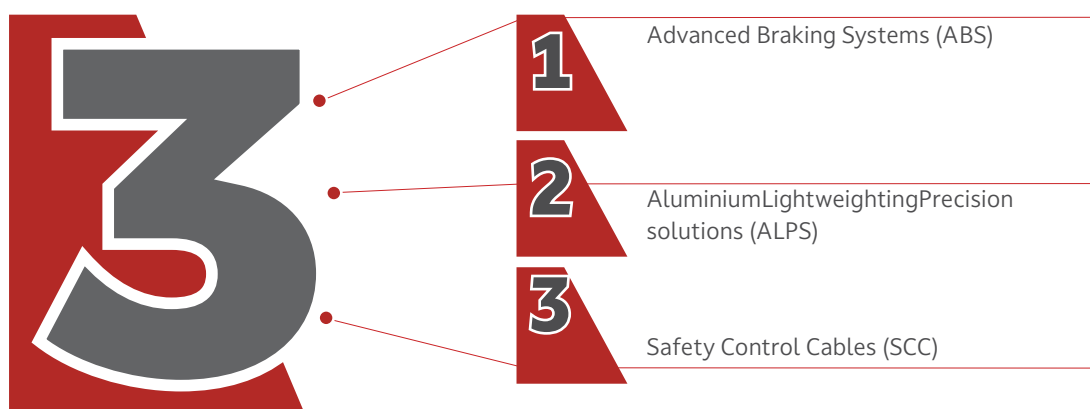 3
1
Advanced Braking Systems (ABS)
2
AluminiumLightweightingPrecision
solutions (ALPS)
3
Safety Control Cables (SCC)